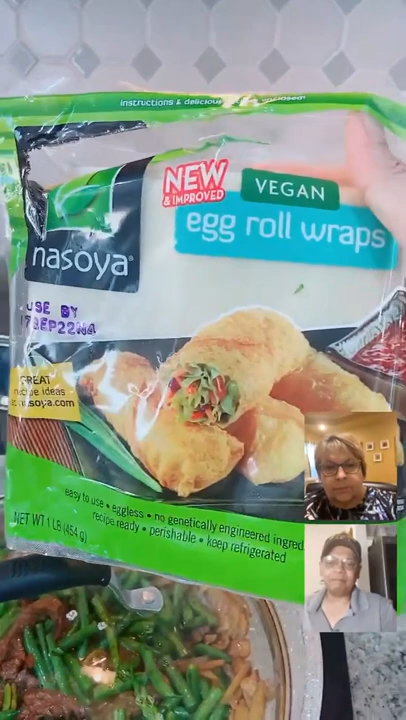 instructions & delicious
NEW
& IMPROVED
VEGAN
egg roll wraps
nasoya®
USE BY
SEP22N4
GREAT
recipe ideas
nasoya.com
easy to use • eggless • no genetically engineered ingred
recipe ready • perishable • keep refrigerated
NET WT 1 LB (454 g)